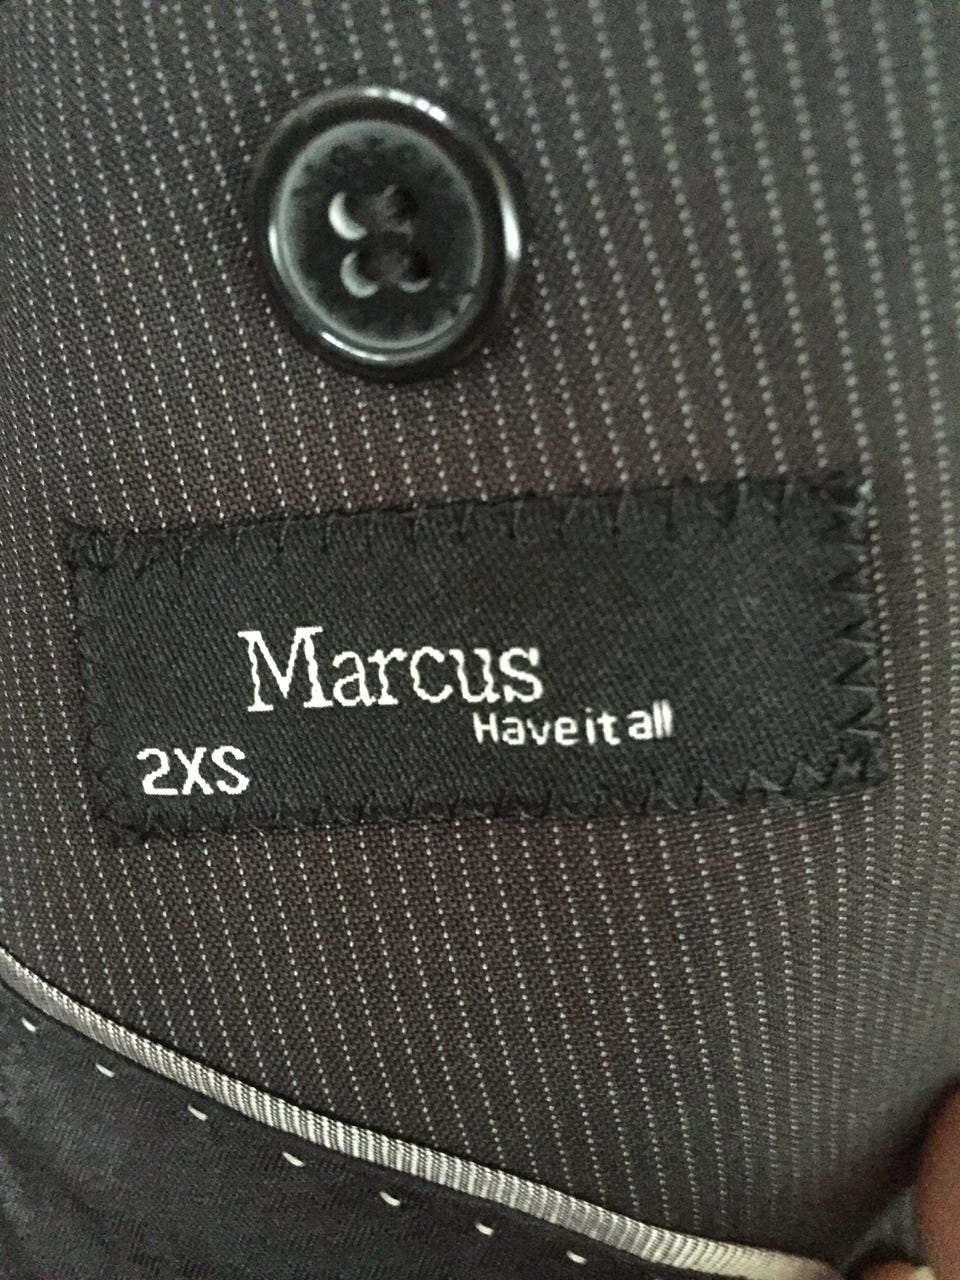 Marcus
Have it all
2XS